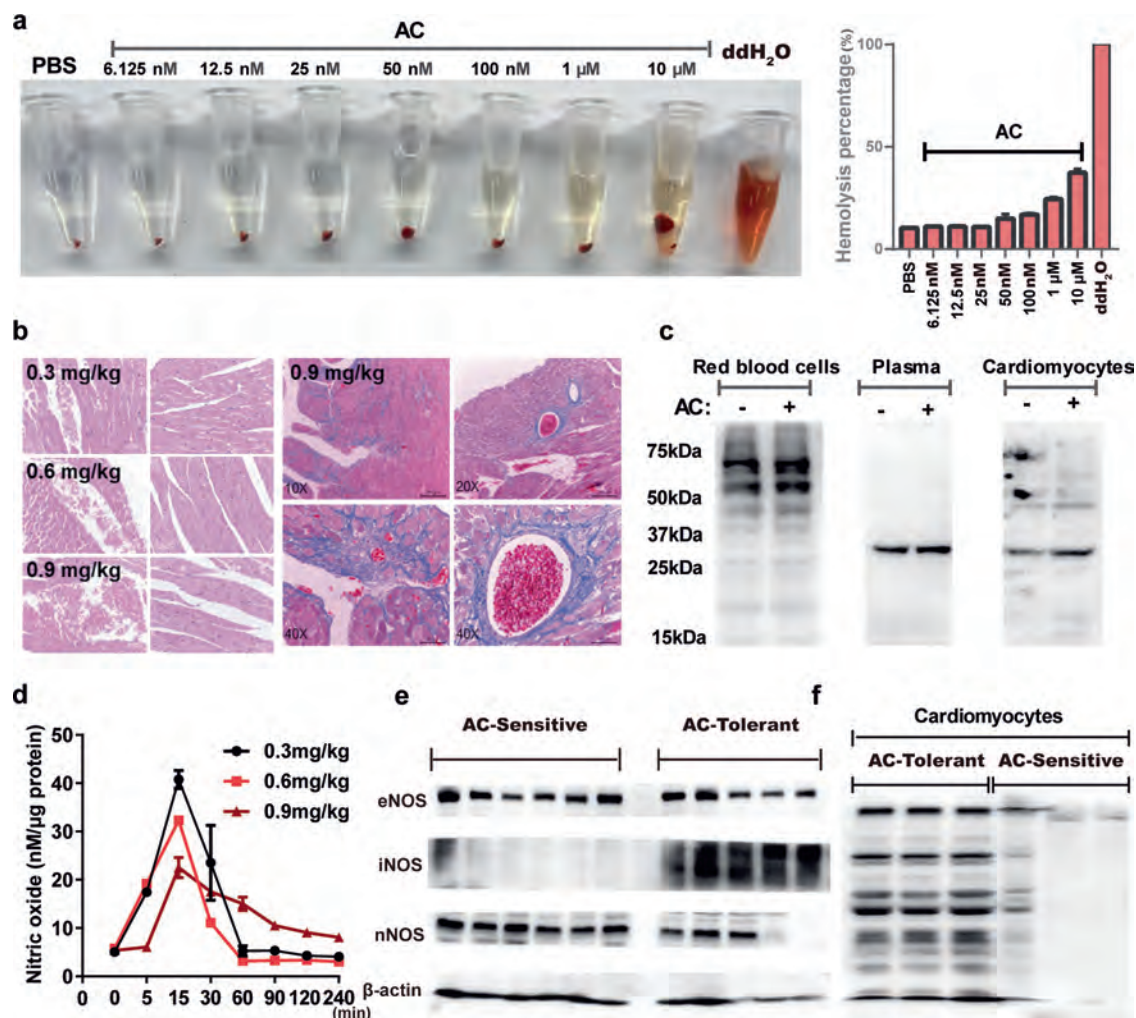 a
AC
PBS
6.125 nM
12.5 nM
25 nM
50 nM
100 nM
1 µM
10 µM
ddH2O
Hemolysis percentage(%)
100
50
0
AC
PBS
6.125nM
12.5nM
25nM
50nM
100nM
1 µM
10 µM
ddH2O
b
0.3 mg/kg
0.6 mg/kg
0.9 mg/kg
0.9 mg/kg
10X
20X
40X
40X
c
Red blood cells
Plasma
Cardiomyocytes
AC:
-
+
-
+
-
+
75kDa
50kDa
37kDa
25kDa
15kDa
d
Nitric oxide (nM/µg protein)
50
40
30
20
10
0
0.3mg/kg
0.6mg/kg
0.9mg/kg
0 0 5 15 30 60 90 120 240
(min)
e
AC-Sensitive
AC-Tolerant
eNOS
iNOS
nNOS
β-actin
f
Cardiomyocytes
AC-Tolerant
AC-Sensitive